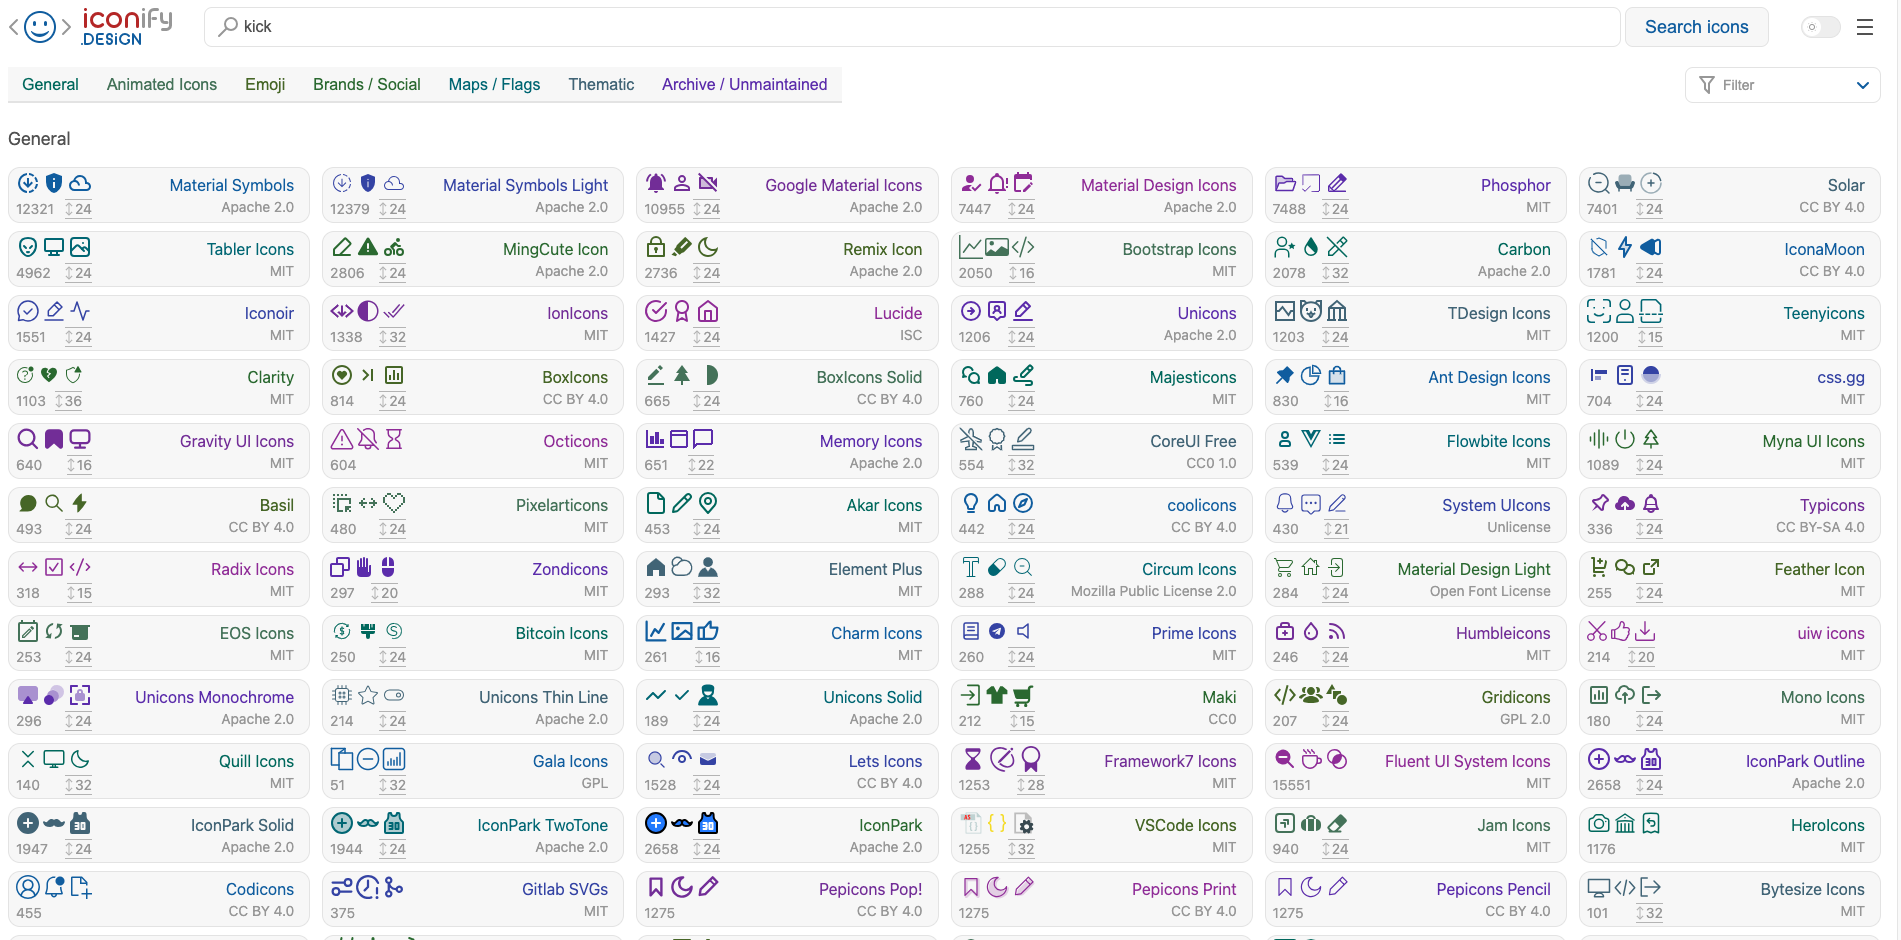 iconify
.DESiGN
kick
Search icons
General Animated Icons Emoji Brands / Social Maps / Flags Thematic Archive / Unmaintained
Filter
General
Material Symbols Material Symbols Light Google Material Icons Material Design Icons Phosphor Solar
12321 24 Apache 2.0 12379 24 Apache 2.0 10955 24 Apache 2.0 7447 24 Apache 2.0 7488 24 MIT 7401 24 CC BY 4.0
Tabler Icons MingCute Icon Remix Icon Bootstrap Icons Carbon IconaMoon
4962 24 MIT 2806 24 Apache 2.0 2736 24 Apache 2.0 2050 16 MIT 2078 32 Apache 2.0 1781 24 CC BY 4.0
Iconoir IonIcons Lucide Unicons TDesign Icons Teenyicons
1551 24 MIT 1338 32 MIT 1427 24 ISC 1206 24 Apache 2.0 1203 24 MIT 1200 15 MIT
Clarity BoxIcons BoxIcons Solid Majesticons Ant Design Icons css.gg
1103 36 MIT 814 24 CC BY 4.0 665 24 CC BY 4.0 760 24 MIT 830 16 MIT 704 24 MIT
Gravity UI Icons Octicons Memory Icons CoreUI Free Flowbite Icons Myna UI Icons
640 16 MIT 604 MIT 651 22 Apache 2.0 554 32 CC0 1.0 539 24 MIT 1089 24 MIT
Basil Pixelarticons Akar Icons coolicons System UIcons Typicons
493 24 CC BY 4.0 480 24 MIT 453 24 MIT 442 24 CC BY 4.0 430 21 Unlicense 336 24 CC BY-SA 4.0
Radix Icons Zondicons Element Plus Circum Icons Material Design Light Feather Icon
318 15 MIT 297 20 MIT 293 32 MIT 288 24 Mozilla Public License 2.0 284 24 Open Font License 255 24 MIT
EOS Icons Bitcoin Icons Charm Icons Prime Icons Humbleicons uiw icons
253 24 MIT 250 24 MIT 261 16 MIT 260 24 MIT 246 24 MIT 214 20 MIT
Unicons Monochrome Unicons Thin Line Unicons Solid Maki Gridicons Mono Icons
296 24 Apache 2.0 214 24 Apache 2.0 189 24 Apache 2.0 212 15 CC0 207 24 GPL 2.0 180 24 MIT
Quill Icons Gala Icons Lets Icons Framework7 Icons Fluent UI System Icons IconPark Outline
140 32 MIT 51 32 GPL 1528 24 CC BY 4.0 1253 28 MIT 15551 MIT 2658 24 Apache 2.0
IconPark Solid IconPark TwoTone IconPark VSCode Icons Jam Icons HeroIcons
1947 24 Apache 2.0 1944 24 Apache 2.0 2658 24 Apache 2.0 1255 32 MIT 940 24 MIT 1176 MIT
Codicons Gitlab SVGs Pepicons Pop! Pepicons Print Pepicons Pencil Bytesize Icons
455 CC BY 4.0 375 MIT 1275 CC BY 4.0 1275 CC BY 4.0 1275 CC BY 4.0 101 32 MIT